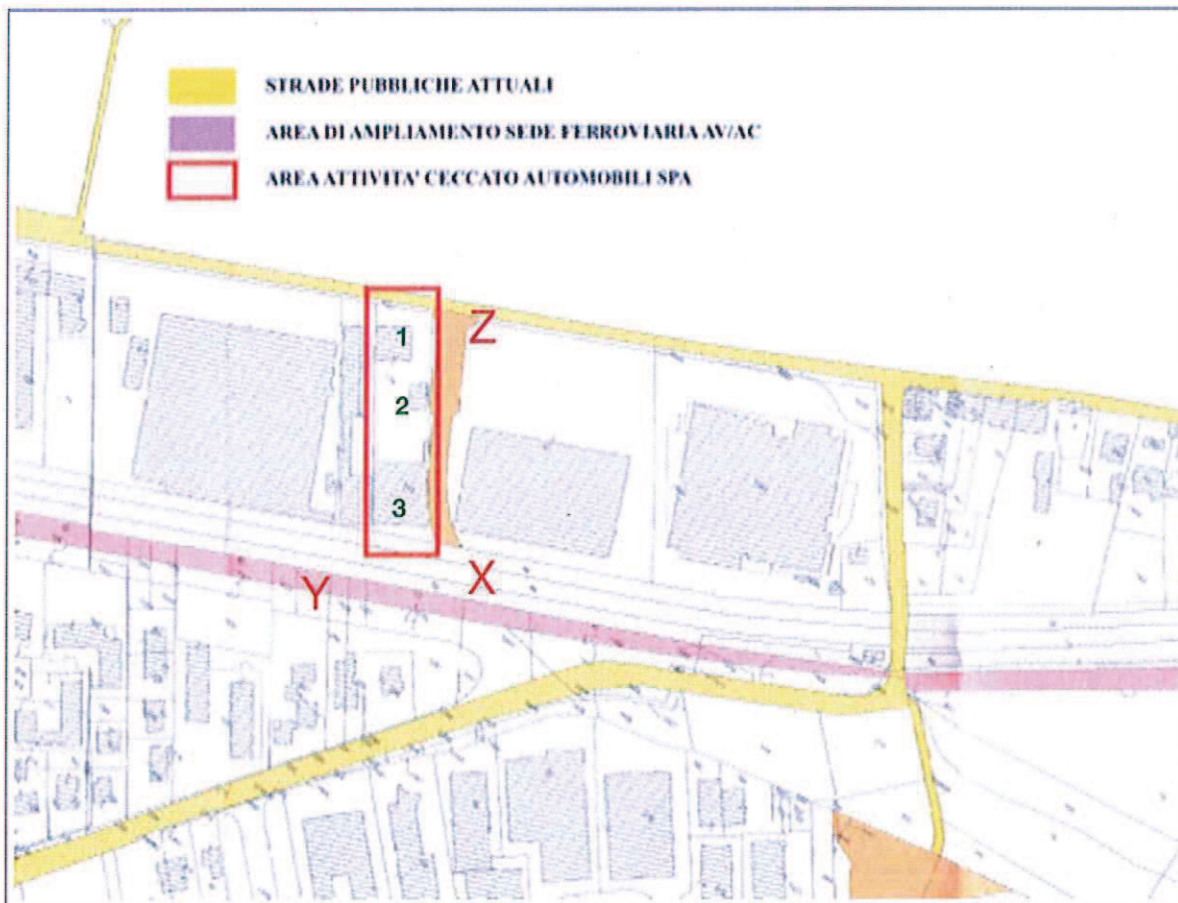 STRADE PUBBLICHE ATTUALI
AREA DI AMPLIAMENTO SEDE FERROVIARIA AV/AC
AREA ATTIVITA' CECCATO AUTOMOBILI SPA
1
Z
2
3
Y
X